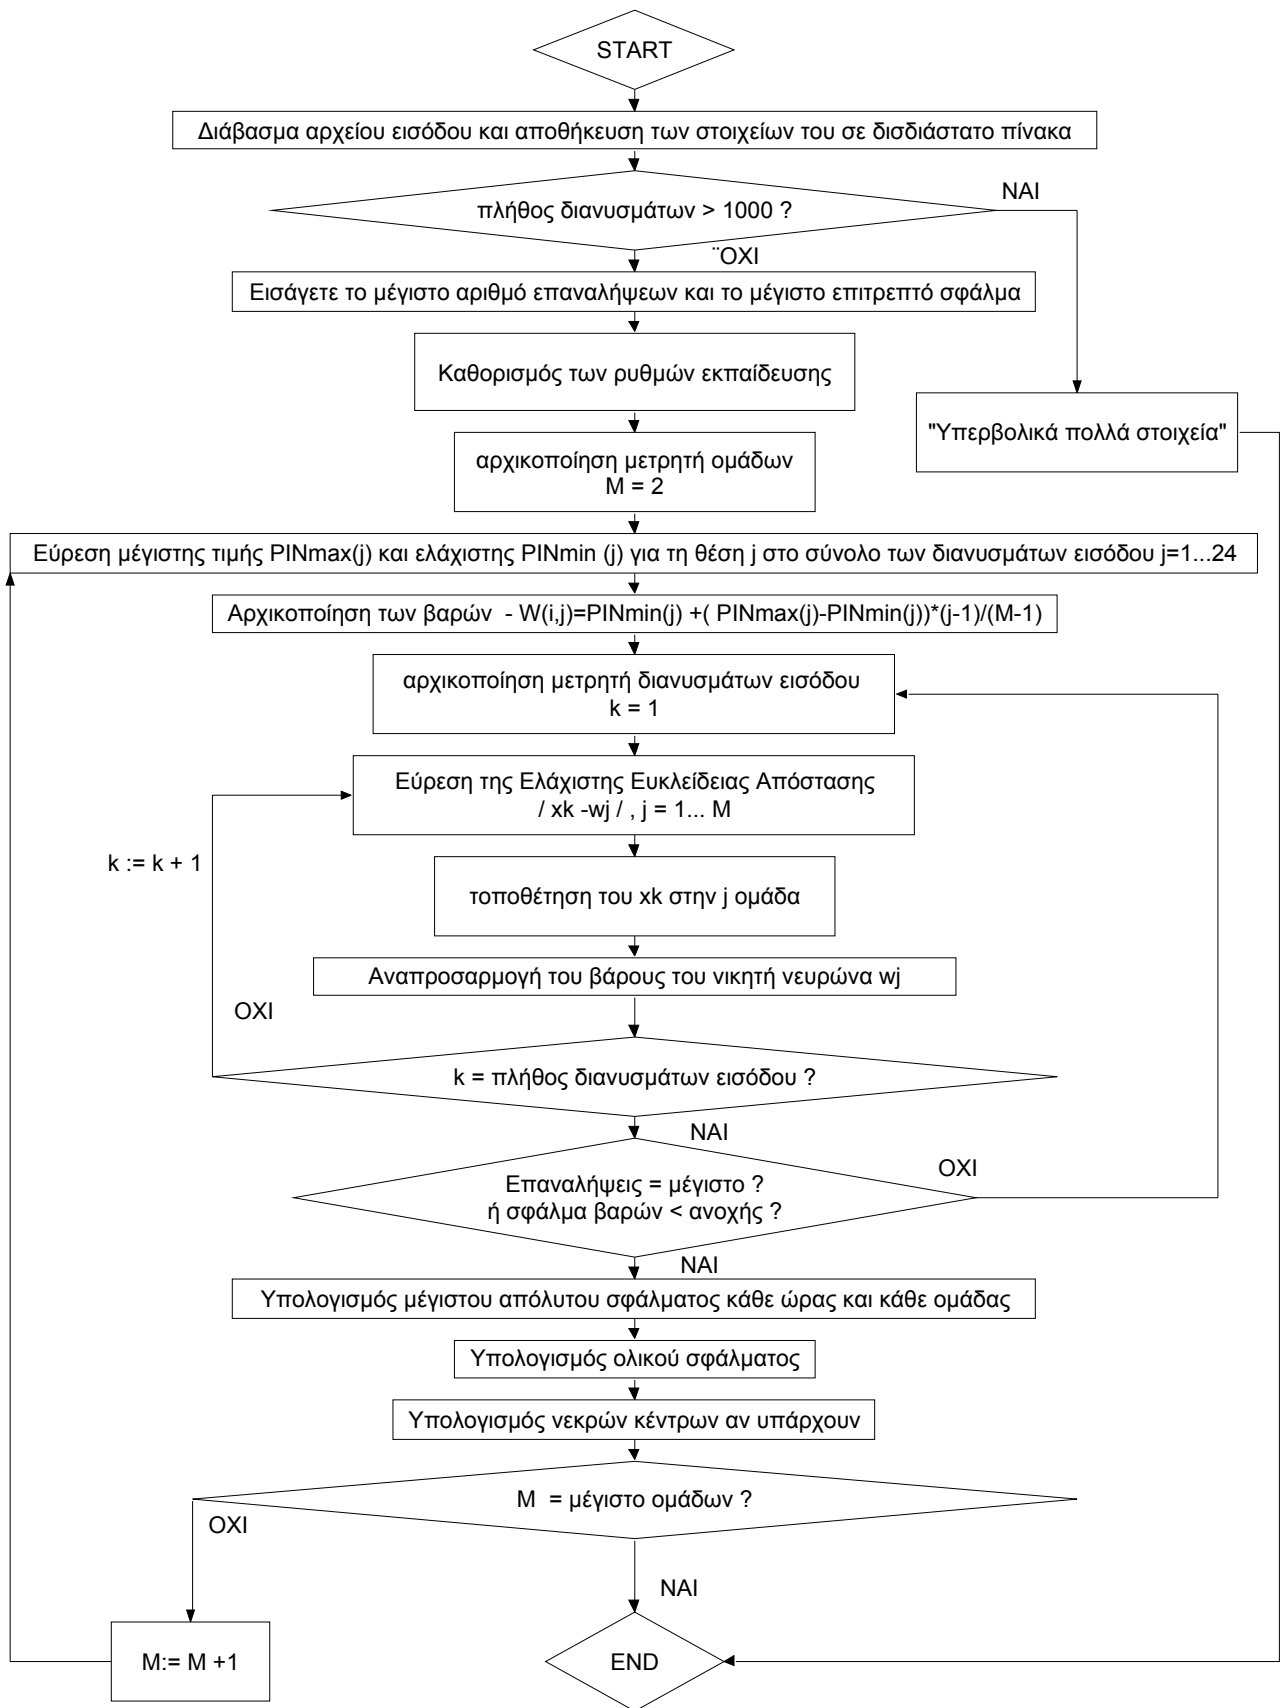 START
Διάβασμα αρχείου εισόδου και αποθήκευση των στοιχείων του σε δισδιάστατο πίνακα
ΝΑΙ
πλήθος διανυσμάτων > 1000 ?
¨ΟΧΙ
Εισάγετε το μέγιστο αριθμό επαναλήψεων και το μέγιστο επιτρεπτό σφάλμα
Καθορισμός των ρυθμών εκπαίδευσης
"Υπερβολικά πολλά στοιχεία"
αρχικοποίηση μετρητή ομάδων
M = 2
Εύρεση μέγιστης τιμής PINmax(j) και ελάχιστης PINmin (j) για τη θέση j στο σύνολο των διανυσμάτων εισόδου j=1...24
Αρχικοποίηση των βαρών  - W(i,j)=PINmin(j) +( PINmax(j)-PINmin(j))*(j-1)/(M-1)
αρχικοποίηση μετρητή διανυσμάτων εισόδου
k = 1
Εύρεση της Ελάχιστης Ευκλείδειας Απόστασης
/ xk -wj / , j = 1... M
k := k + 1
τοποθέτηση του xk στην j ομάδα
Αναπροσαρμογή του βάρους του νικητή νευρώνα wj
ΟΧΙ
k = πλήθος διανυσμάτων εισόδου ?
ΝΑΙ
ΟΧΙ
Επαναλήψεις = μέγιστο ?
ή σφάλμα βαρών < ανοχής ?
ΝΑΙ
Υπολογισμός μέγιστου απόλυτου σφάλματος κάθε ώρας και κάθε ομάδας
Υπολογισμός ολικού σφάλματος
Υπολογισμός νεκρών κέντρων αν υπάρχουν
M  = μέγιστο ομάδων ?
ΟΧΙ
ΝΑΙ
M:= M +1
END